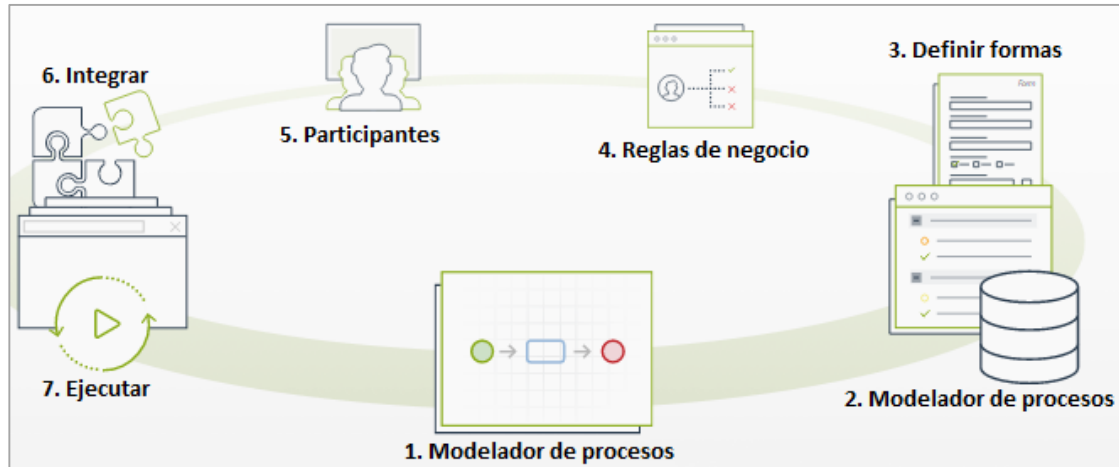 6. Integrar
5. Participantes
4. Reglas de negocio
3. Definir formas
Form
7. Ejecutar
1. Modelador de procesos
2. Modelador de procesos